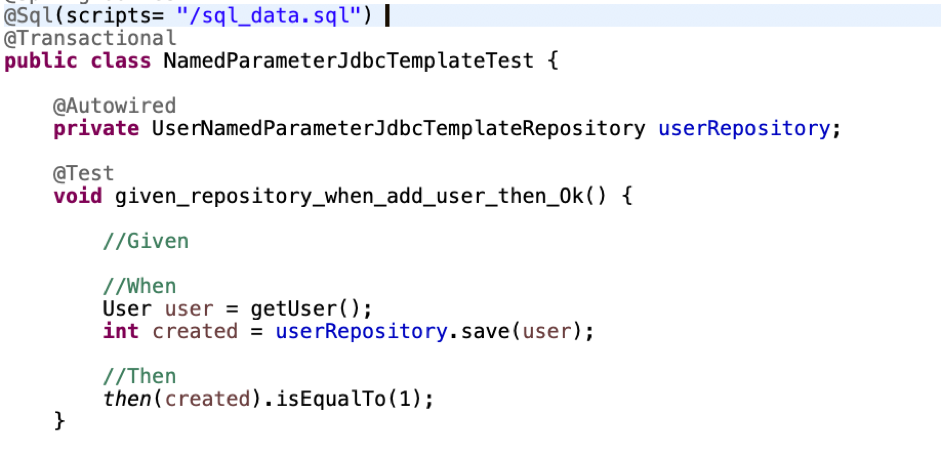 @Sql(scripts= "/sql_data.sql")
@Transactional
public class NamedParameterJdbcTemplateTest {
@Autowired
private UserNamedParameterJdbcTemplateRepository userRepository;
@Test
void given_repository_when_add_user_then_Ok() {
//Given
//When
User user = getUser();
int created = userRepository.save(user);
//Then
then(created).isEqualTo(1);
}